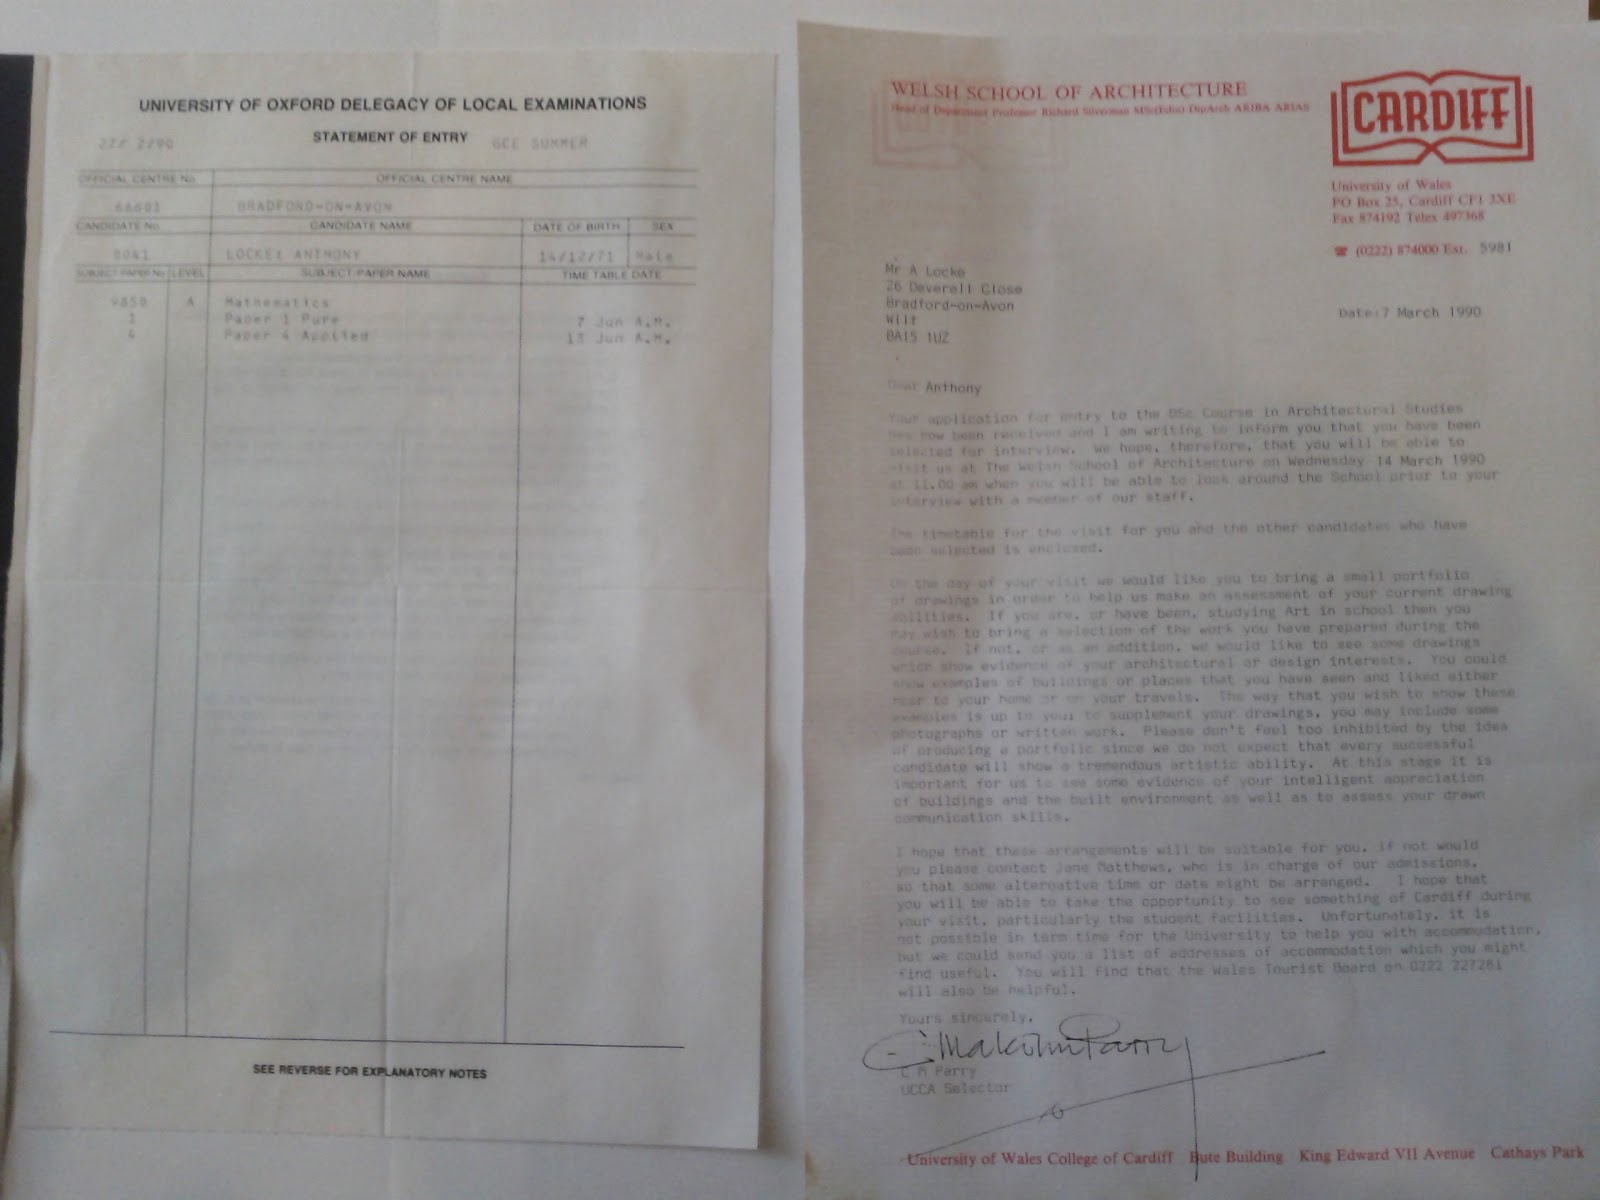 UNIVERSITY OF OXFORD DELEGACY OF LOCAL EXAMINATIONS
STATEMENT OF ENTRY GCE SUMMER
27/ 2/90
OFFICIAL CENTRE No. OFFICIAL CENTRE NAME
66601 BRADFORD-ON-AVON
CANDIDATE No. CANDIDATE NAME DATE OF BIRTH SEX
LOCKE: ANTHONY 14/12/71 Male
SUBJECT-PAPER No LEVEL SUBJECT-PAPER NAME TIME TABLE DATE
9850 A Mathematics
1 Paper 1 Pure 7 Jun A.M.
4 Paper 4 Applied 13 Jun A.M.
SEE REVERSE FOR EXPLANATORY NOTES
WELSH SCHOOL OF ARCHITECTURE
Head of Department Professor Richard Silverman MSc(Edin) DipArch ARIBA ARIAS
CARDIFF
University of Wales
PO Box 25, Cardiff CF1 3XE
Fax 874192 Telex 497368
☎ (0222) 874000 Ext. 5981
Mr A Locke
26 Deverell Close
Bradford-on-Avon
Wilt
BA15 1UZ
Date:7 March 1990
Dear Anthony
Your application for entry to the BSc Course in Architectural Studies
has now been received and I am writing to inform you that you have been
selected for interview. We hope, therefore, that you will be able to
visit us at The Welsh School of Architecture on Wednesday 14 March 1990
at 11.00 am when you will be able to look around the School prior to your
interview with a member of our staff.
The timetable for the visit for you and the other candidates who have
been selected is enclosed.
On the day of your visit we would like you to bring a small portfolio
of drawings in order to help us make an assessment of your current drawing
abilities. If you are, or have been, studying Art in school then you
may wish to bring a selection of the work you have prepared during the
course. If not, or as an addition, we would like to see some drawings
which show evidence of your architectural or design interests. You could
show examples of buildings or places that you have seen and liked either
near to your home or on your travels. The way that you wish to show these
examples is up to you; to supplement your drawings, you may include some
photographs or written work. Please don't feel too inhibited by the idea
of producing a portfolio since we do not expect that every successful
candidate will show a tremendous artistic ability. At this stage it is
important for us to see some evidence of your intelligent appreciation
of buildings and the built environment as well as to assess your drawn
communication skills.
I hope that these arrangements will be suitable for you, if not would
you please contact Jane Matthews, who is in charge of our admissions,
so that some alternative time or date might be arranged. I hope that
you will be able to take the opportunity to see something of Cardiff during
your visit, particularly the student facilities. Unfortunately, it is
not possible in term time for the University to help you with accommodation,
but we could send you a list of addresses of accommodation which you might
find useful. You will find that the Wales Tourist Board on 0222 227281
will also be helpful.
Yours sincerely,
C Malcolm Parry
C M Parry
UCCA Selector
University of Wales College of Cardiff Bute Building King Edward VII Avenue Cathays Park